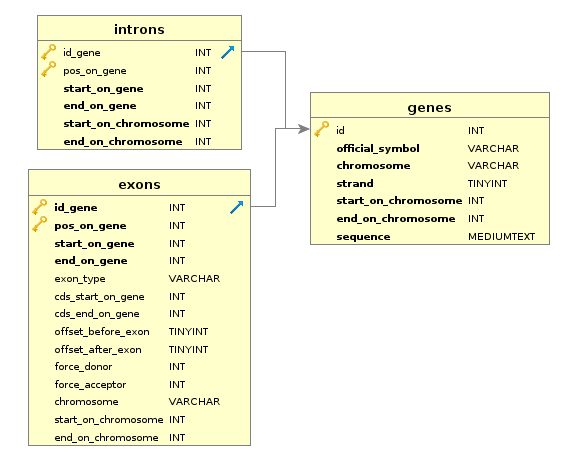 introns
id_gene INT
pos_on_gene INT
start_on_gene INT
end_on_gene INT
start_on_chromosome INT
end_on_chromosome INT
genes
id INT
official_symbol VARCHAR
chromosome VARCHAR
strand TINYINT
start_on_chromosome INT
end_on_chromosome INT
sequence MEDIUMTEXT
exons
id_gene INT
pos_on_gene INT
start_on_gene INT
end_on_gene INT
exon_type VARCHAR
cds_start_on_gene INT
cds_end_on_gene INT
offset_before_exon TINYINT
offset_after_exon TINYINT
force_donor INT
force_acceptor INT
chromosome VARCHAR
start_on_chromosome INT
end_on_chromosome INT